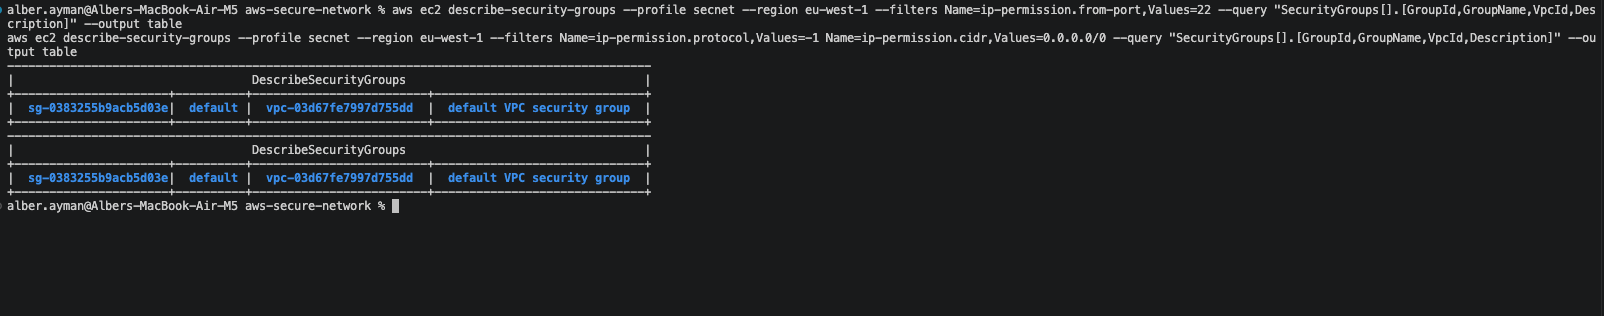 alber.ayman@Albers-MacBook-Air-M5 aws-secure-network % aws ec2 describe-security-groups --profile secnet --region eu-west-1 --filters Name=ip-permission.from-port,Values=22 --query "SecurityGroups[].[GroupId,GroupName,VpcId,Des
cription]" --output table
aws ec2 describe-security-groups --profile secnet --region eu-west-1 --filters Name=ip-permission.protocol,Values=-1 Name=ip-permission.cidr,Values=0.0.0.0/0 --query "SecurityGroups[].[GroupId,GroupName,VpcId,Description]" --ou
tput table
--------------------------------------------------------------------------------------------
|                                  DescribeSecurityGroups                                  |
+----------------------+----------+-------------------------+------------------------------+
|  sg-0383255b9acb5d03e|  default |  vpc-03d67fe7997d755dd  |  default VPC security group  |
+----------------------+----------+-------------------------+------------------------------+
--------------------------------------------------------------------------------------------
|                                  DescribeSecurityGroups                                  |
+----------------------+----------+-------------------------+------------------------------+
|  sg-0383255b9acb5d03e|  default |  vpc-03d67fe7997d755dd  |  default VPC security group  |
+----------------------+----------+-------------------------+------------------------------+
alber.ayman@Albers-MacBook-Air-M5 aws-secure-network %